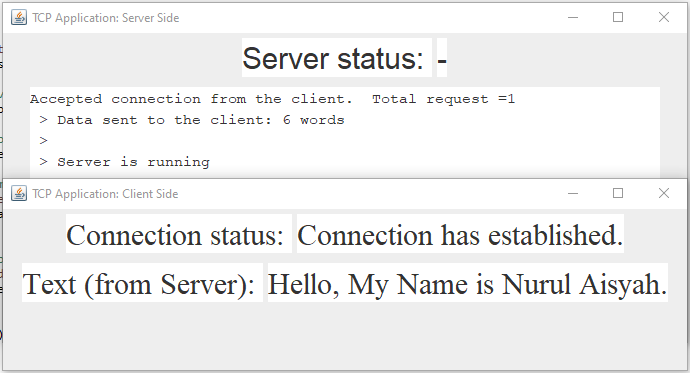 TCP Application: Server Side
Server status: -
Accepted connection from the client.  Total request =1
> Data sent to the client: 6 words
>
> Server is running
TCP Application: Client Side
Connection status: Connection has established.
Text (from Server): Hello, My Name is Nurul Aisyah.